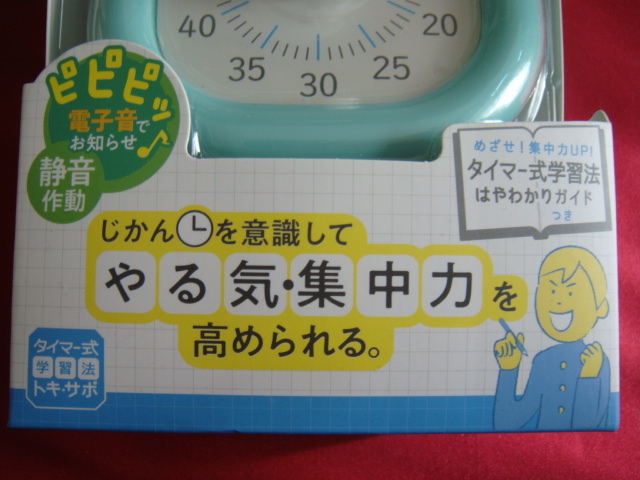 40 35 30 25 20
ピピピッ♪
電子音で
お知らせ
静音
作動
めざせ！集中力UP!
タイマー式学習法
はやわかりガイド
つき
じかんを意識して
やる気・集中力を
高められる。
タイマー式
学習法
トキ・サポ